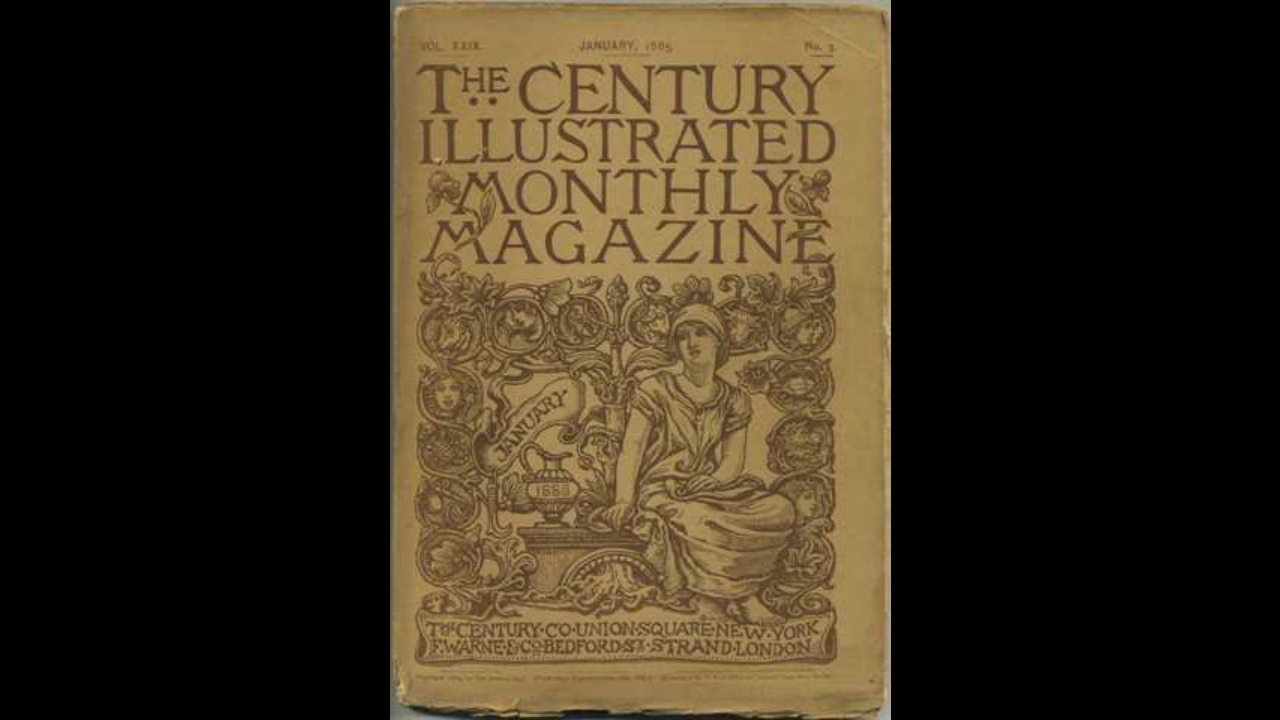 VOL. XXIX. JANUARY, 1885. No. 3.
THE CENTURY
ILLUSTRATED
MONTHLY
MAGAZINE
JANUARY
1885
THE CENTURY·CO·UNION·SQUARE·NEW·YORK
F.WARNE·&·Co·BEDFORD·ST·STRAND·LONDON